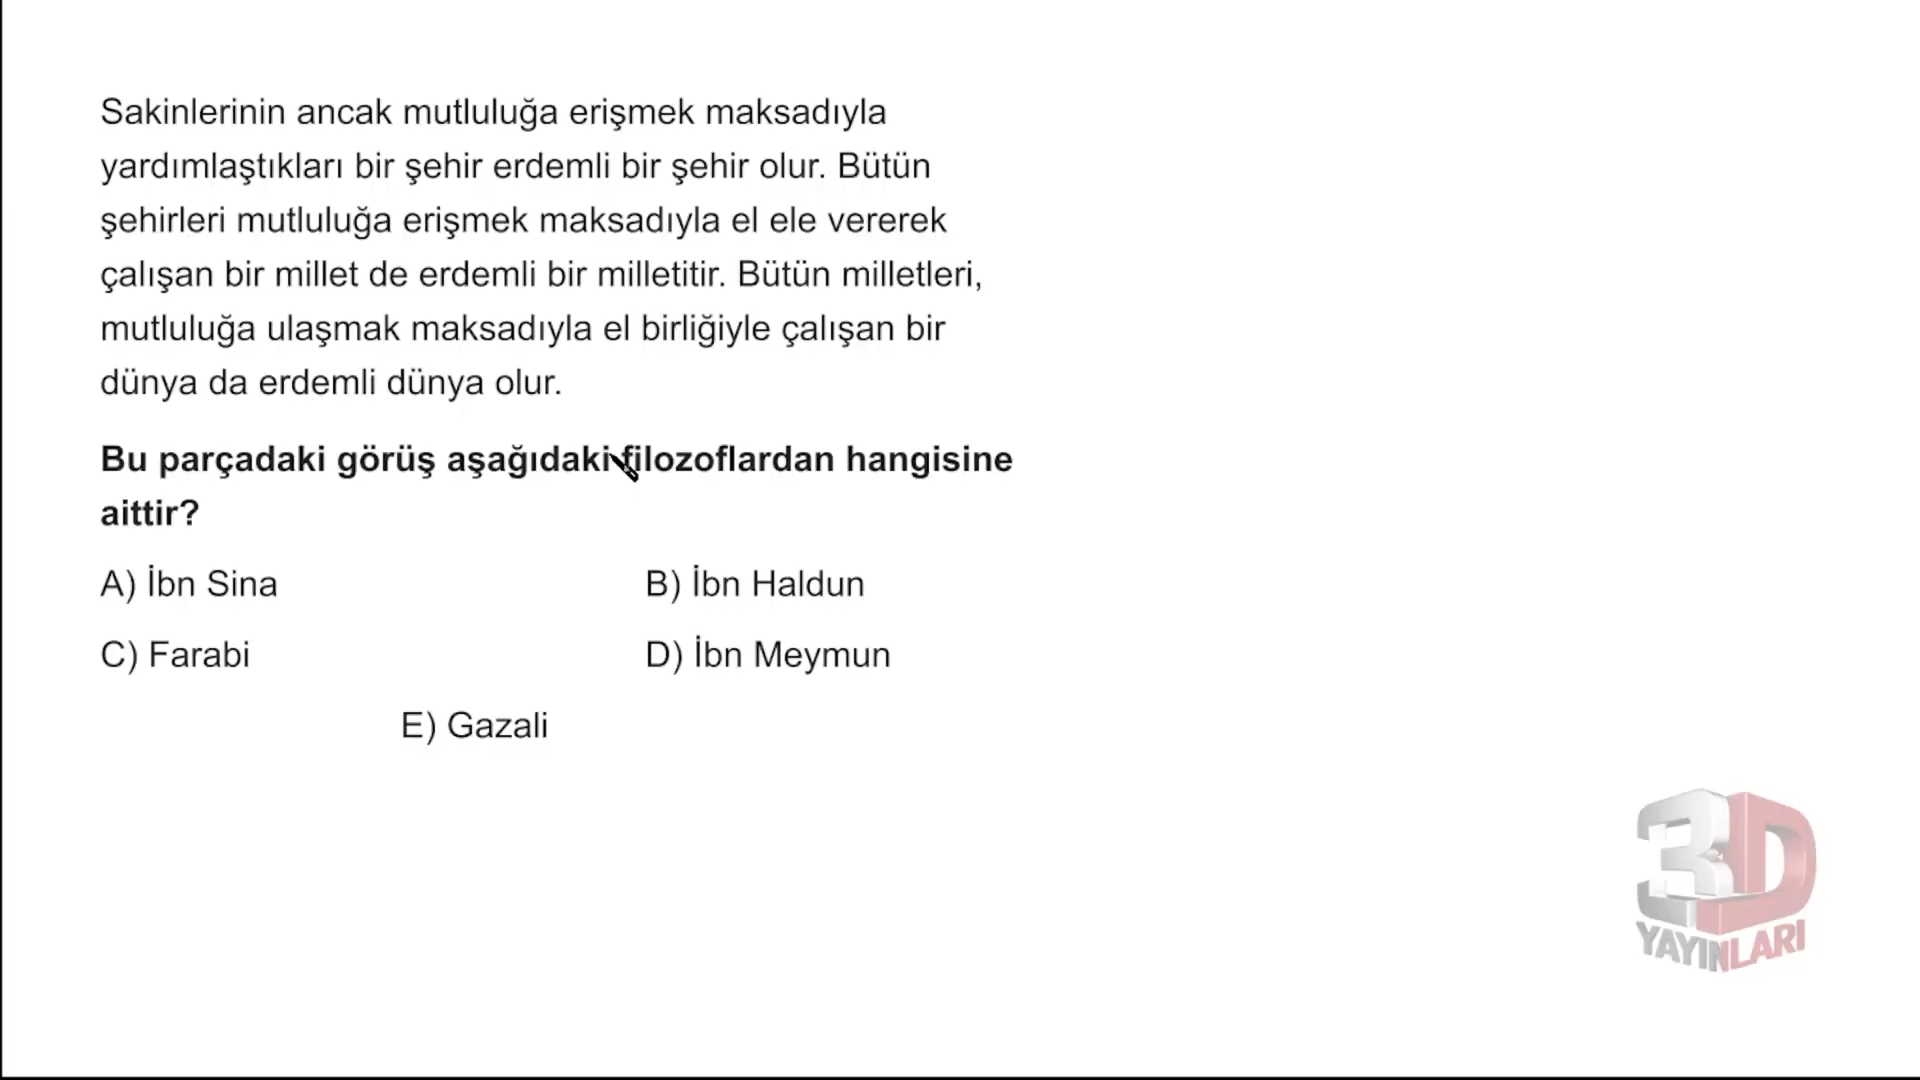 Sakinlerinin ancak mutluluğa erişmek maksadıyla
yardımlaştıkları bir şehir erdemli bir şehir olur. Bütün
şehirleri mutluluğa erişmek maksadıyla el ele vererek
çalışan bir millet de erdemli bir milletitir. Bütün milletleri,
mutluluğa ulaşmak maksadıyla el birliğiyle çalışan bir
dünya da erdemli dünya olur.
Bu parçadaki görüş aşağıdaki filozoflardan hangisine
aittir?
A) İbn Sina
B) İbn Haldun
C) Farabi
D) İbn Meymun
E) Gazali
3D
YAYINLARI